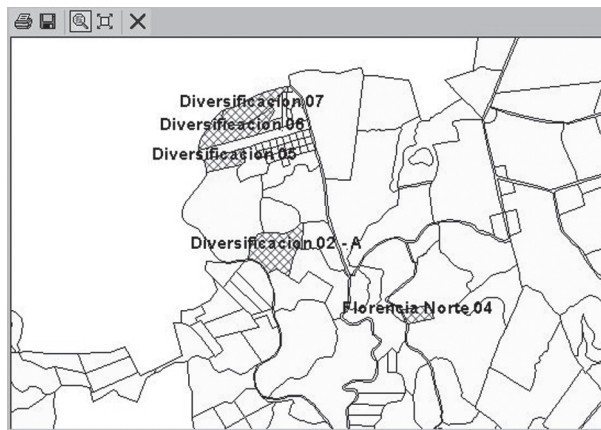 Diversificacion 07
Diversificacion 06
Diversificacion 05
Diversificacion 02 - A
Florencia Norte 04